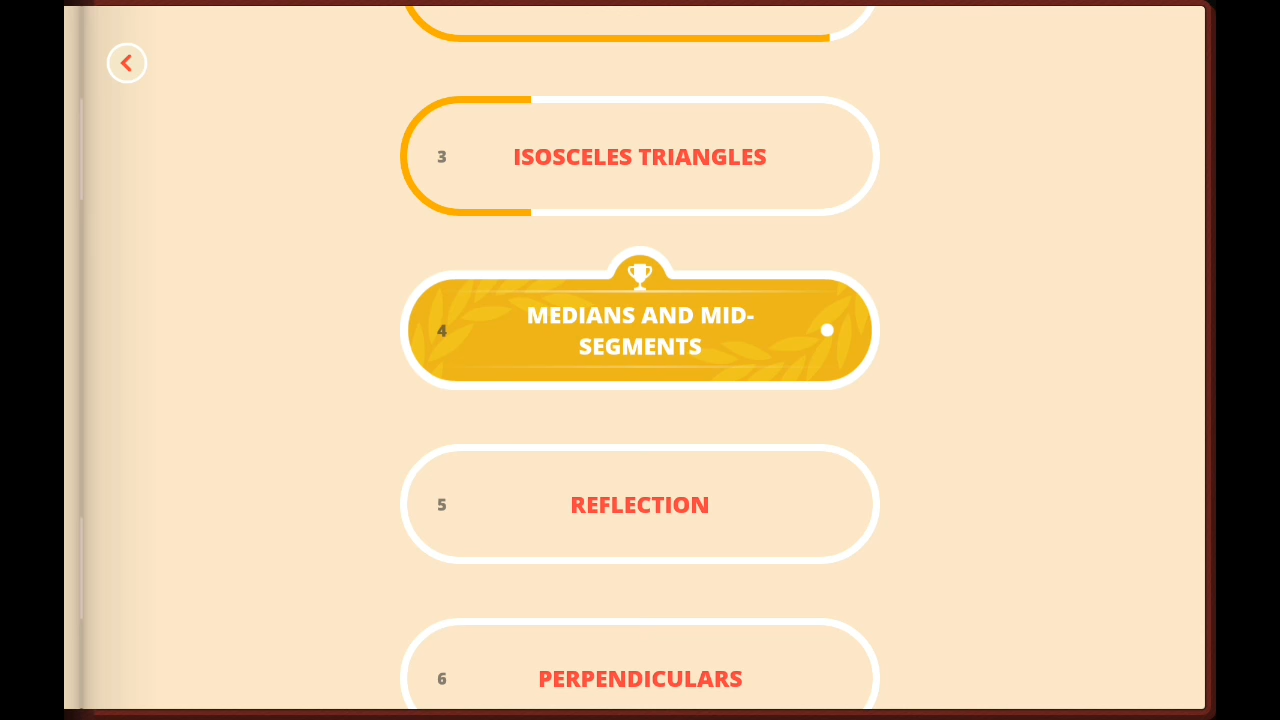 3
ISOSCELES TRIANGLES
4
MEDIANS AND MID-
SEGMENTS
5
REFLECTION
6
PERPENDICULARS